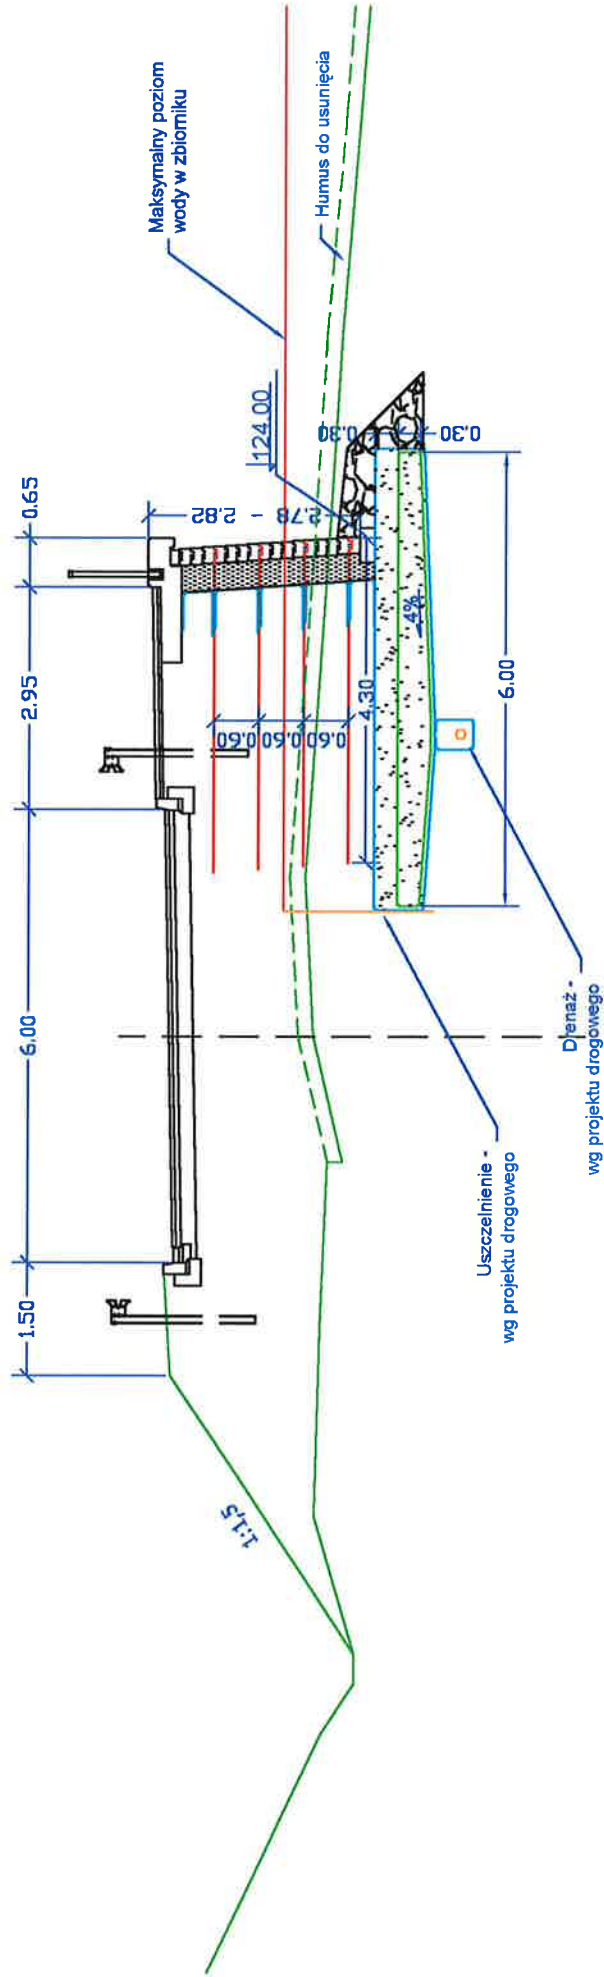 1.50
6.00
2.95
0.65
1:1,5
Maksymalny poziom
wody w zbiorniku
Humus do usunięcia
124.00
2.78 - 2.82
0.30
0.30
0.60
0.60
0.60
4.30
4%
6.00
Uszczelnienie -
wg projektu drogowego
Drenaż -
wg projektu drogowego